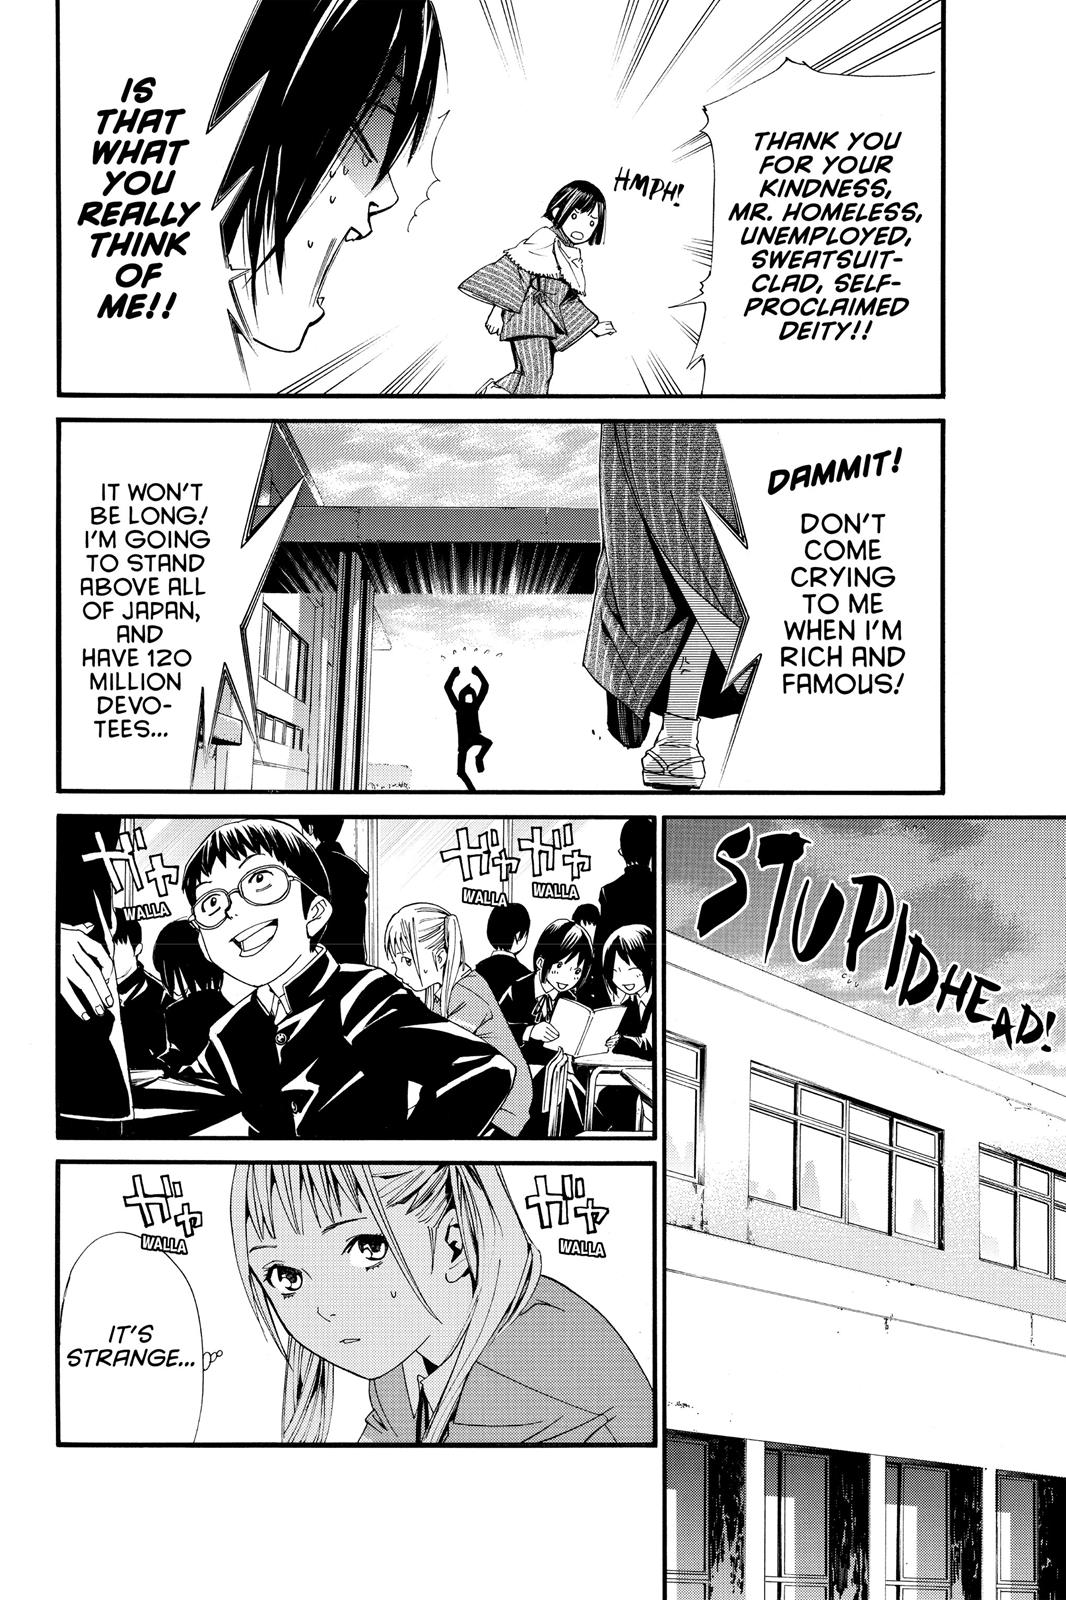 THANK YOU
FOR YOUR
KINDNESS,
MR. HOMELESS,
UNEMPLOYED,
SWEATSUIT-
CLAD, SELF-
PROCLAIMED
DEITY!!
HMPH!
IS
THAT
WHAT
YOU
REALLY
THINK
OF
ME!!
DAMMIT!
DON'T
COME
CRYING
TO ME
WHEN I'M
RICH AND
FAMOUS!
IT WON'T
BE LONG!
I'M GOING
TO STAND
ABOVE ALL
OF JAPAN,
AND
HAVE 120
MILLION
DEVO-
TEES...
STUPIDHEAD!
ガヤ
WALLA
ガヤ
WALLA
ガヤ
WALLA
ガヤ
WALLA
ガヤ
WALLA
IT'S
STRANGE...